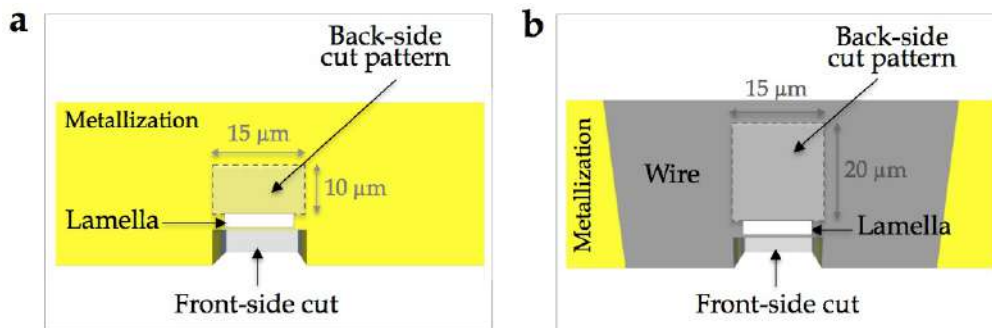 a
Back-side
cut pattern
Metallization
15 µm
10 µm
Lamella
Front-side cut
b
Back-side
cut pattern
15 µm
Metallization
Wire
20 µm
Lamella
Front-side cut